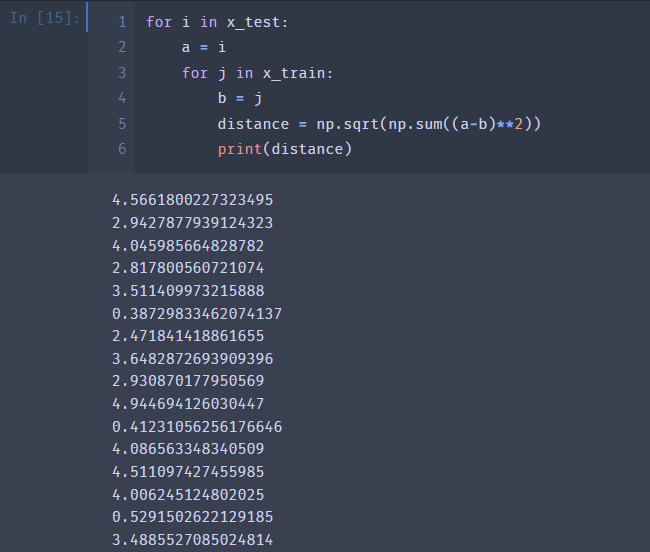 In [15]:
1 for i in x_test:
2     a = i
3     for j in x_train:
4         b = j
5         distance = np.sqrt(np.sum((a-b)**2))
6         print(distance)
4.5661800227323495
2.9427877939124323
4.045985664828782
2.817800560721074
3.511409973215888
0.38729833462074137
2.471841418861655
3.6482872693909396
2.930870177950569
4.944694126030447
0.41231056256176646
4.086563348340509
4.511097427455985
4.006245124802025
0.5291502622129185
3.4885527085024814